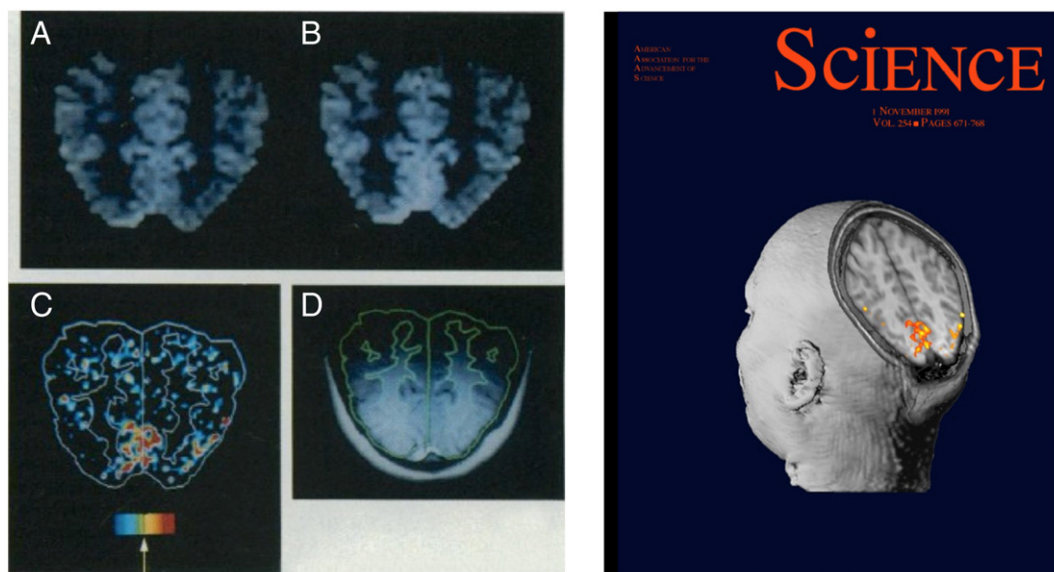 A
B
C
D
AMERICAN
ASSOCIATION FOR THE
ADVANCEMENT OF
SCIENCE
SCiENCE
1 NOVEMBER 1991
VOL. 254 ■ PAGES 671-768